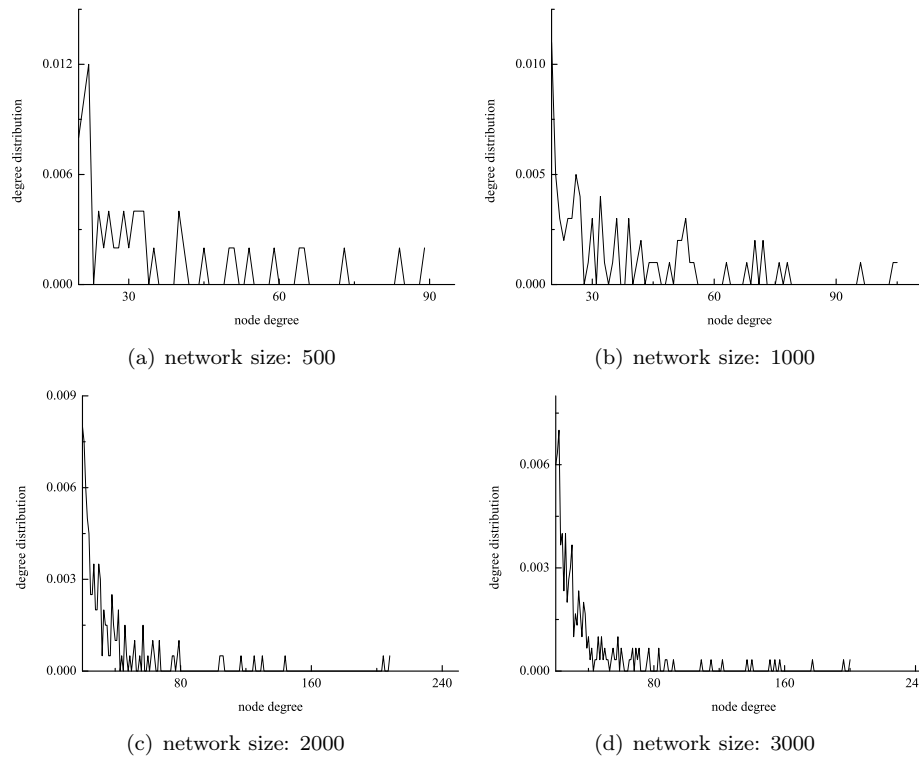 0.012
0.006
0.000
degree distribution
30
60
90
node degree
(a) network size: 500
0.010
0.005
0.000
degree distribution
30
60
90
node degree
(b) network size: 1000
0.009
0.006
0.003
0.000
degree distribution
80
160
240
node degree
(c) network size: 2000
0.006
0.003
0.000
degree distribution
80
160
24
node degree
(d) network size: 3000